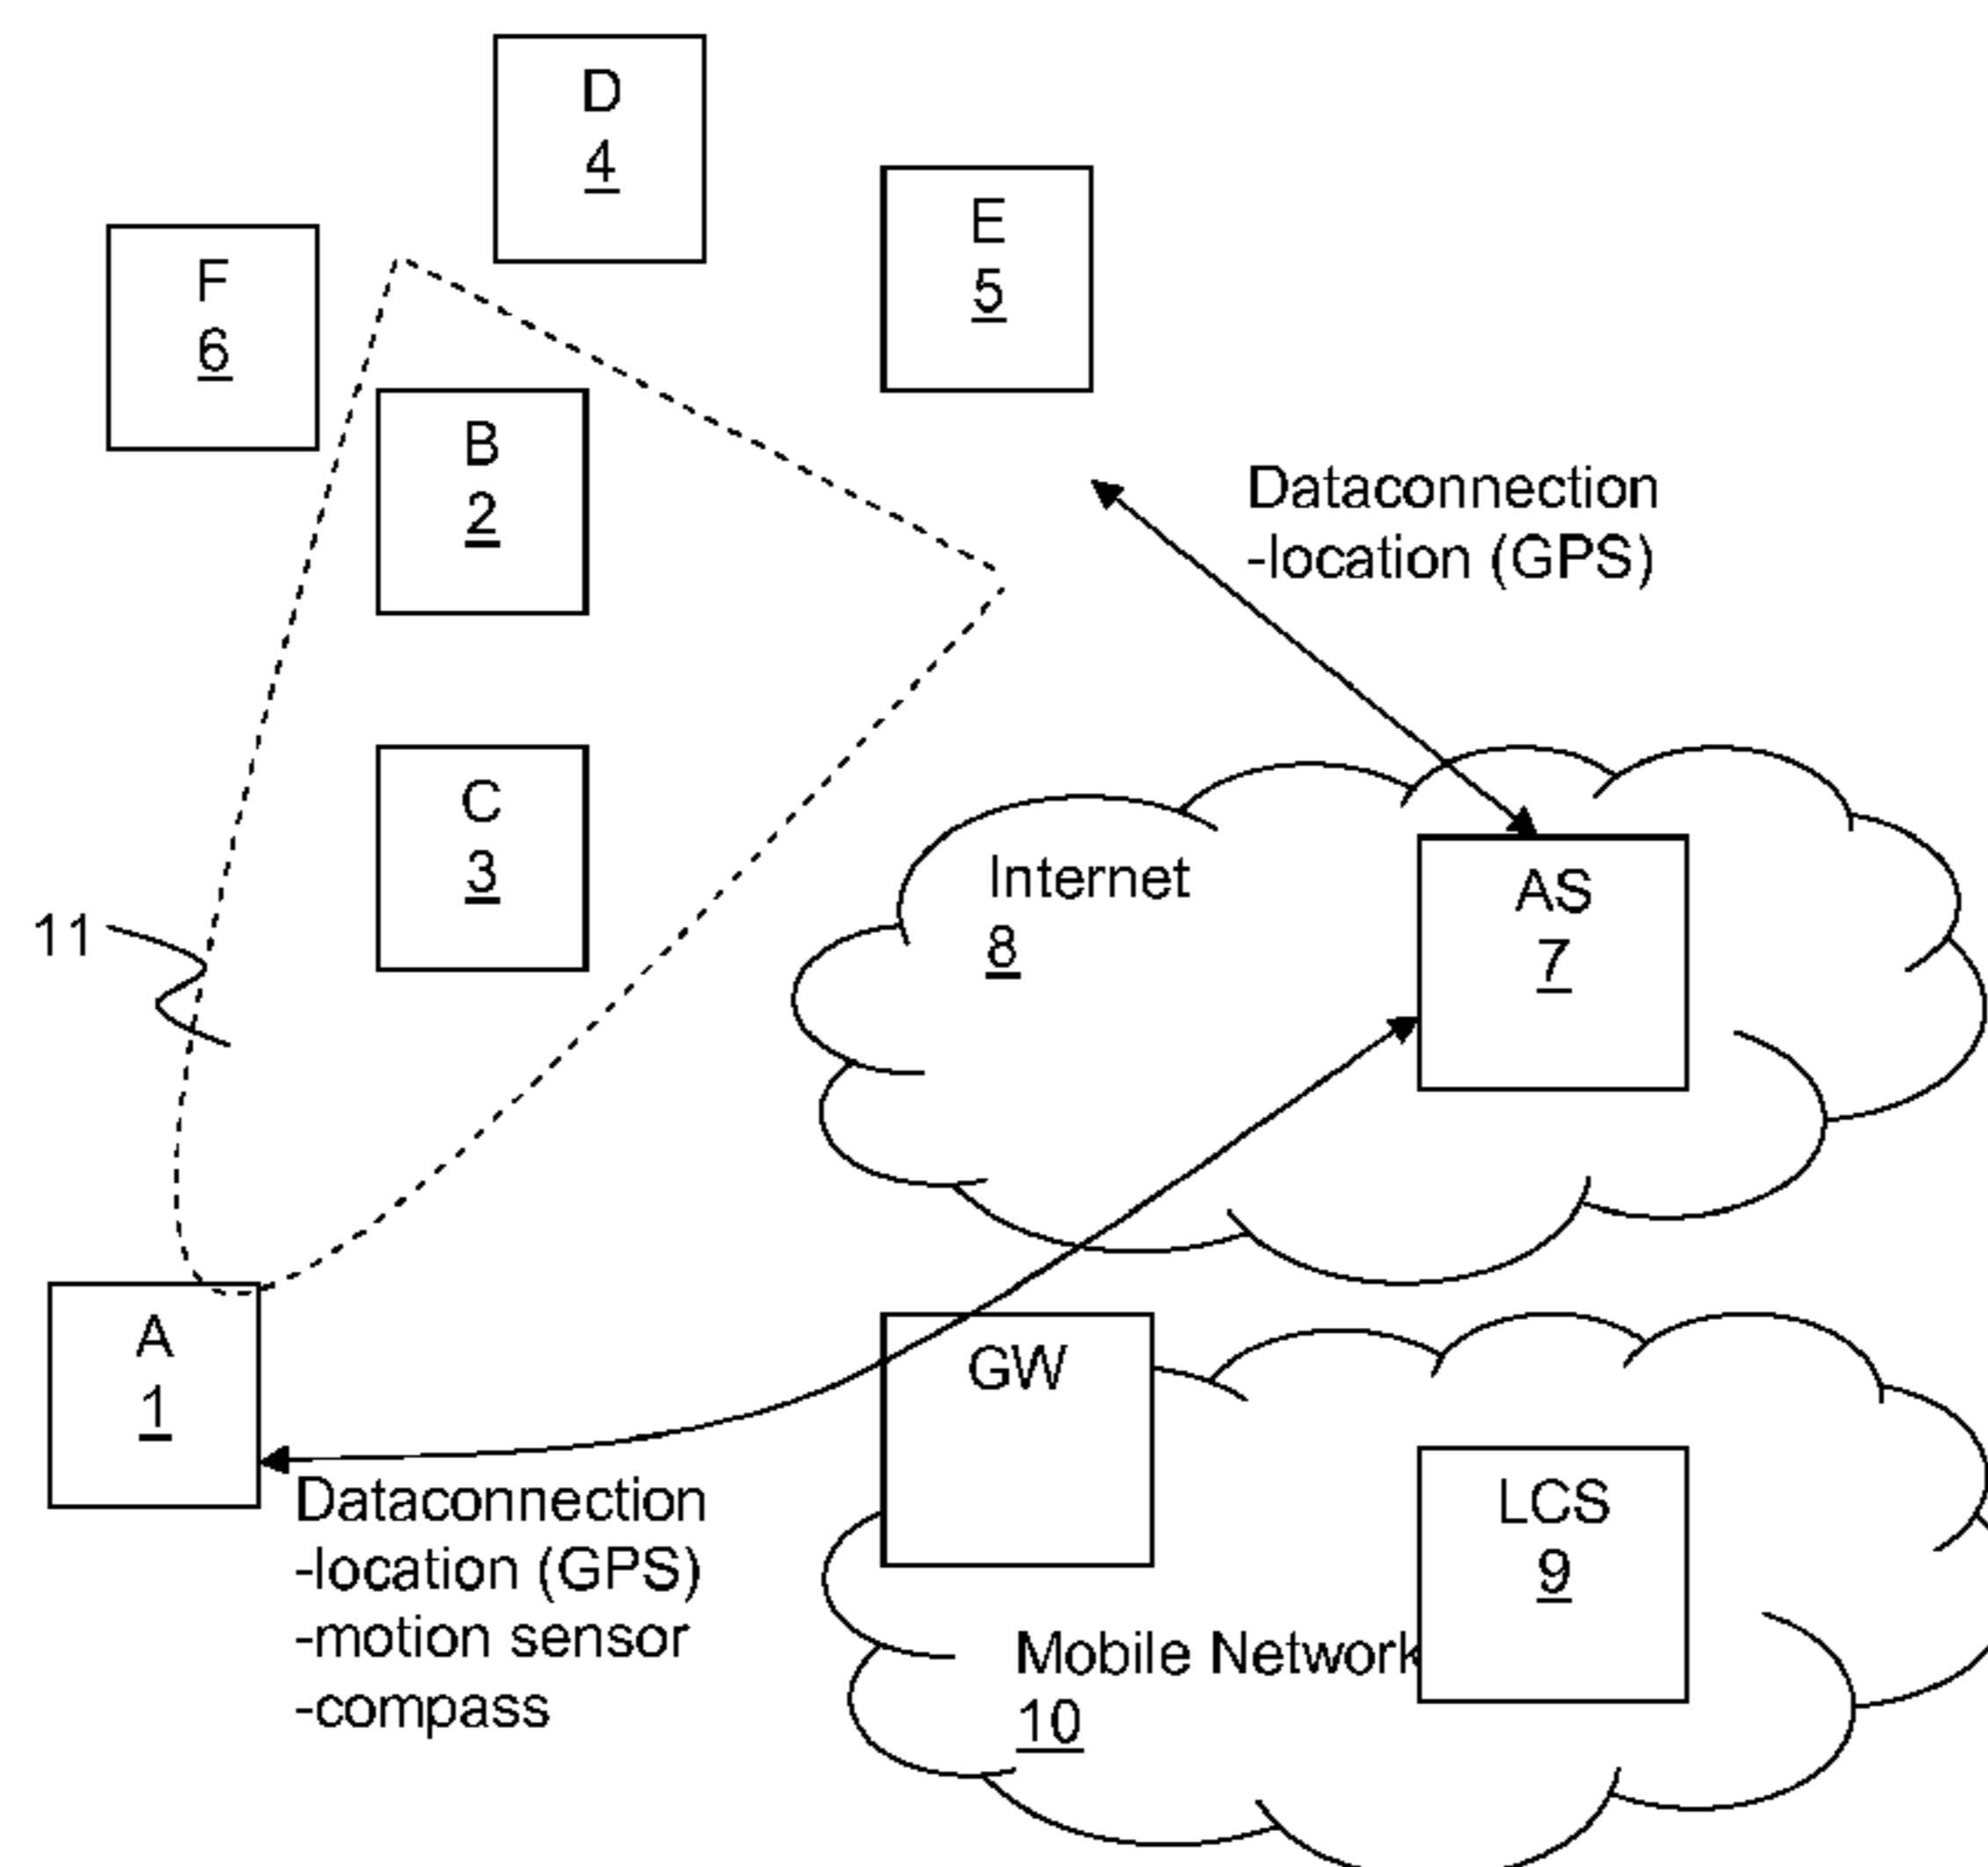 D
4
E
5
F
6
B
2
Dataconnection
-location (GPS)
C
3
Internet
8
AS
7
11
A
1
GW
Dataconnection
-location (GPS)
-motion sensor
-compass
LCS
9
Mobile Network
10